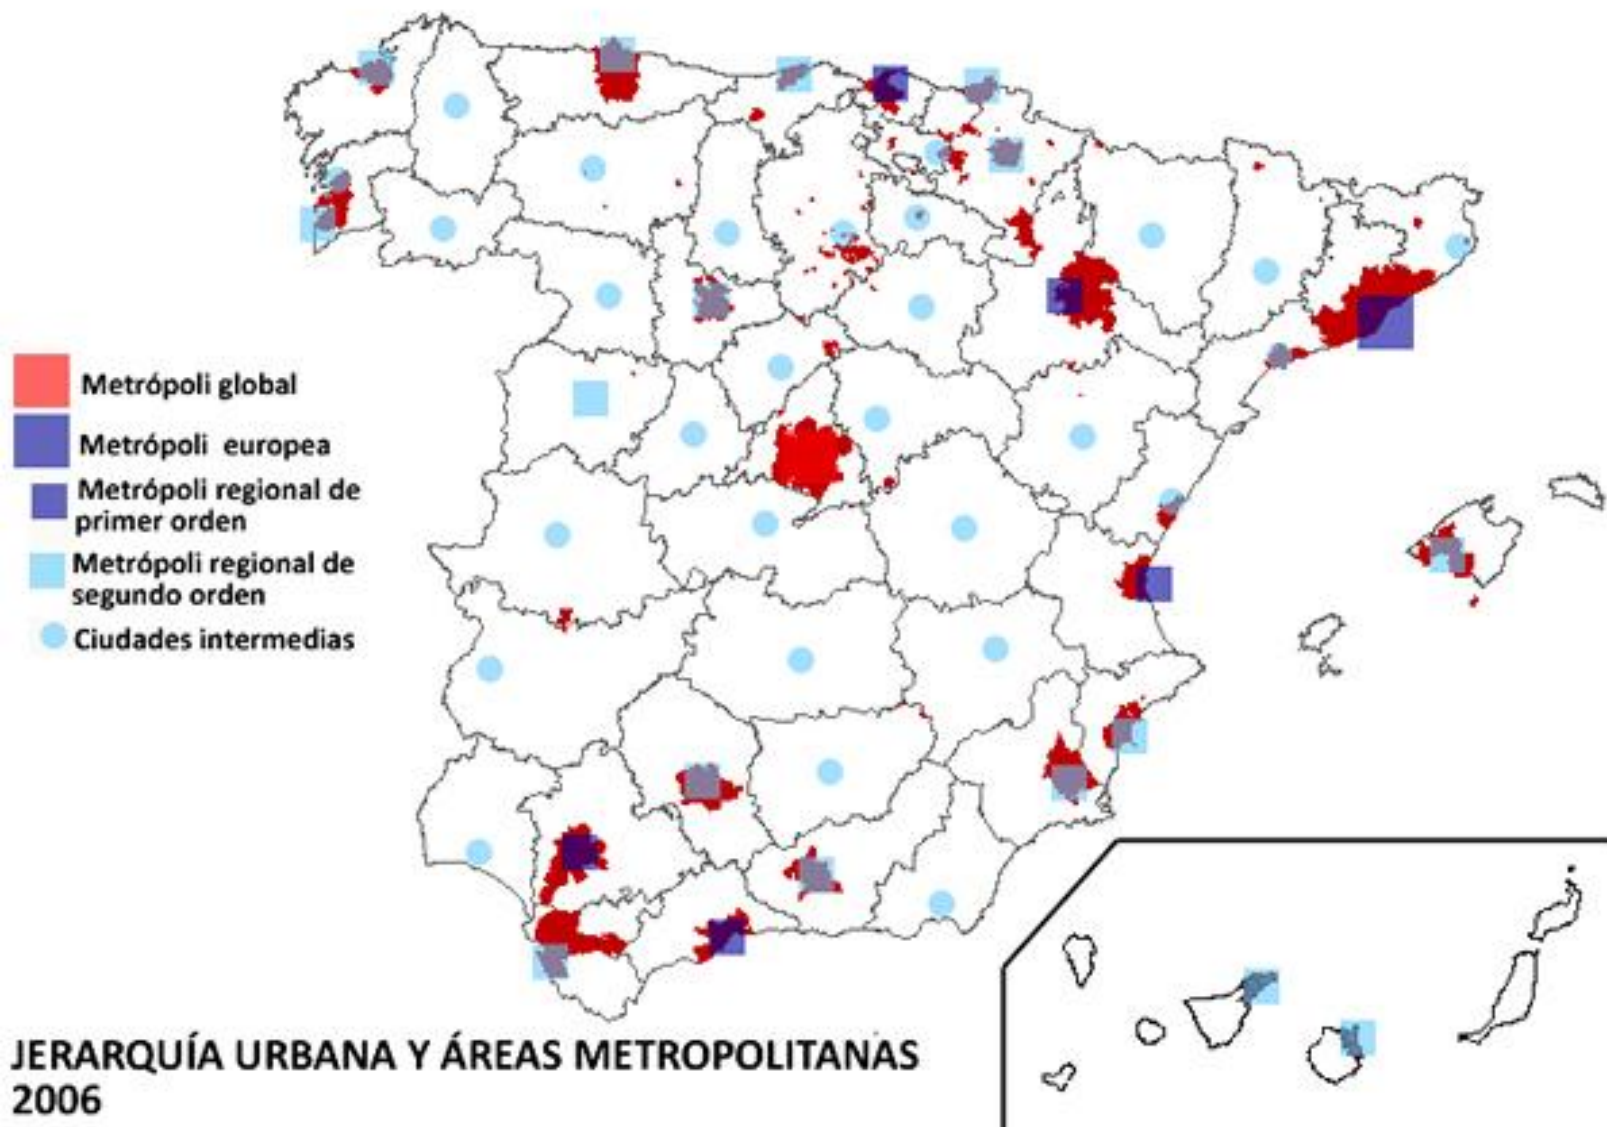 Metrópoli global
Metrópoli europea
Metrópoli regional de
primer orden
Metrópoli regional de
segundo orden
Ciudades intermedias
JERARQUÍA URBANA Y ÁREAS METROPOLITANAS
2006